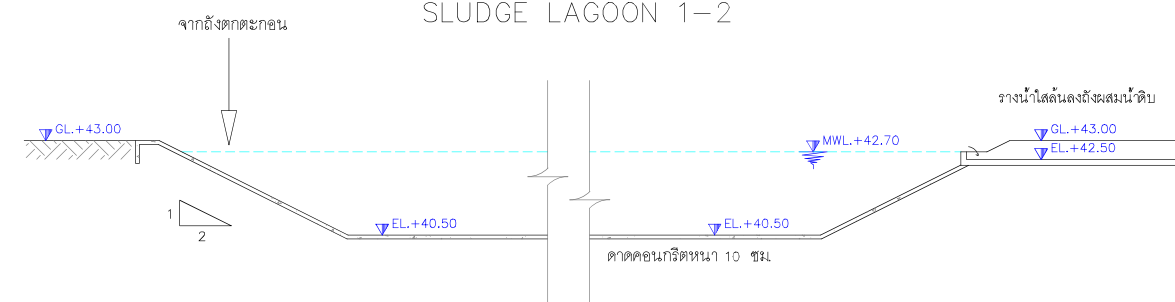 SLUDGE LAGOON 1-2
จากถังตกตะกอน
รางน้ำใสล้นลงถังผสมน้ำดิบ
GL.+43.00
MWL.+42.70
GL.+43.00
EL.+42.50
1
2
EL.+40.50
EL.+40.50
ดาดคอนกรีตหนา 10 ซม.